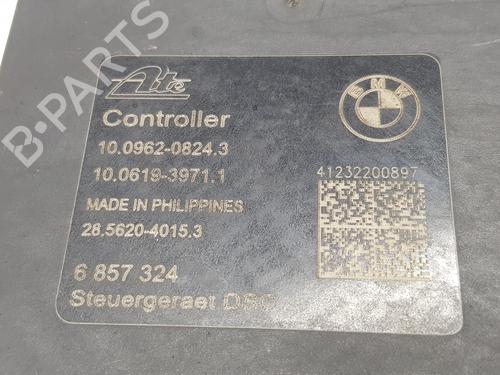 B-PARTS
Ate
BMW
Controller
10.0962-0824.3
10.0619-3971.1
41232200897
MADE IN PHILIPPINES
28.5620-4015.3
6 857 324
Steuergeraet DSC